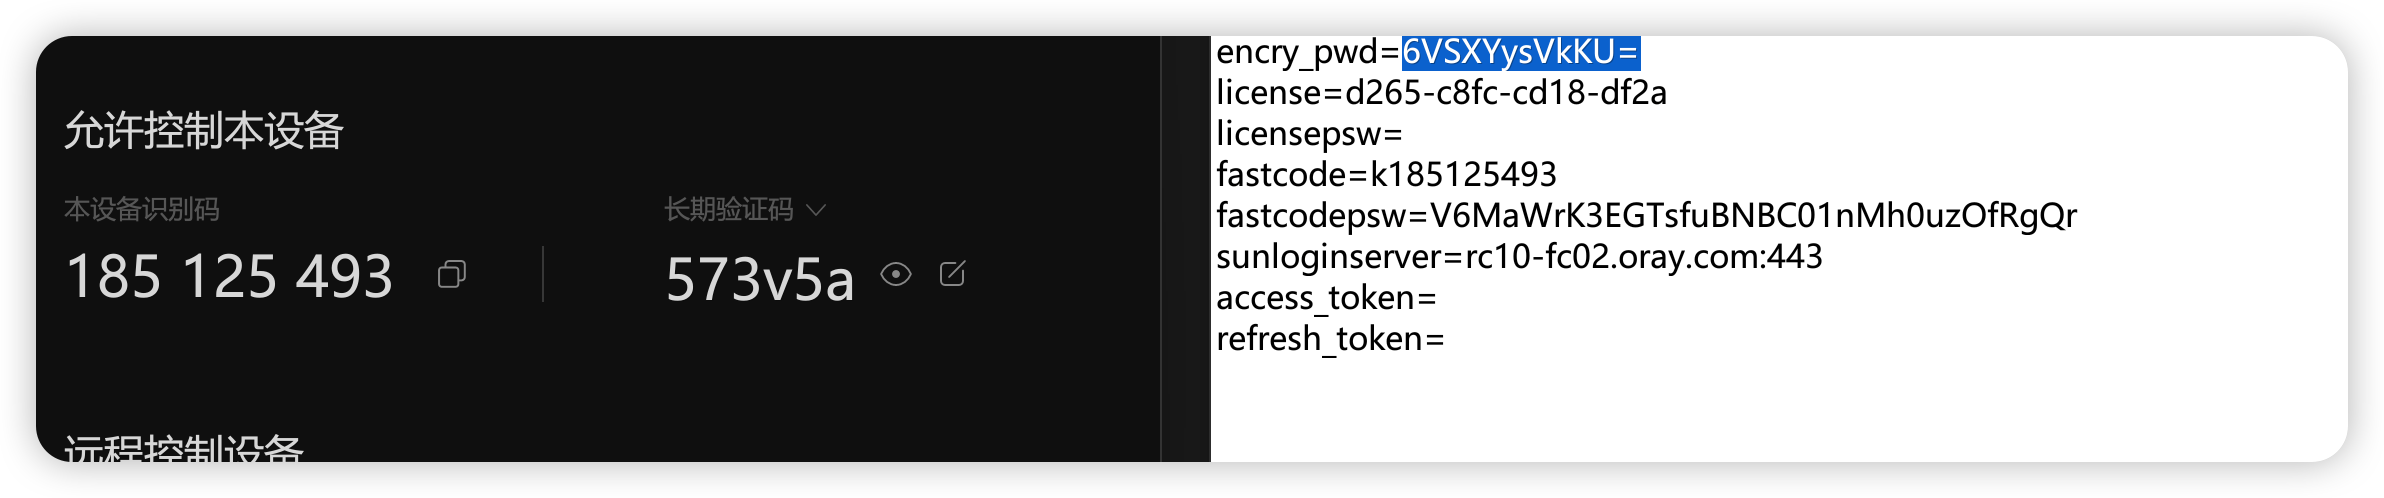 允许控制本设备
本设备识别码
长期验证码
185 125 493
573v5a
远程控制设备
encry_pwd=6VSXYysVkKU=
license=d265-c8fc-cd18-df2a
licensepsw=
fastcode=k185125493
fastcodepsw=V6MaWrK3EGTsfuBNBC01nMh0uzOfRgQr
sunloginserver=rc10-fc02.oray.com:443
access_token=
refresh_token=